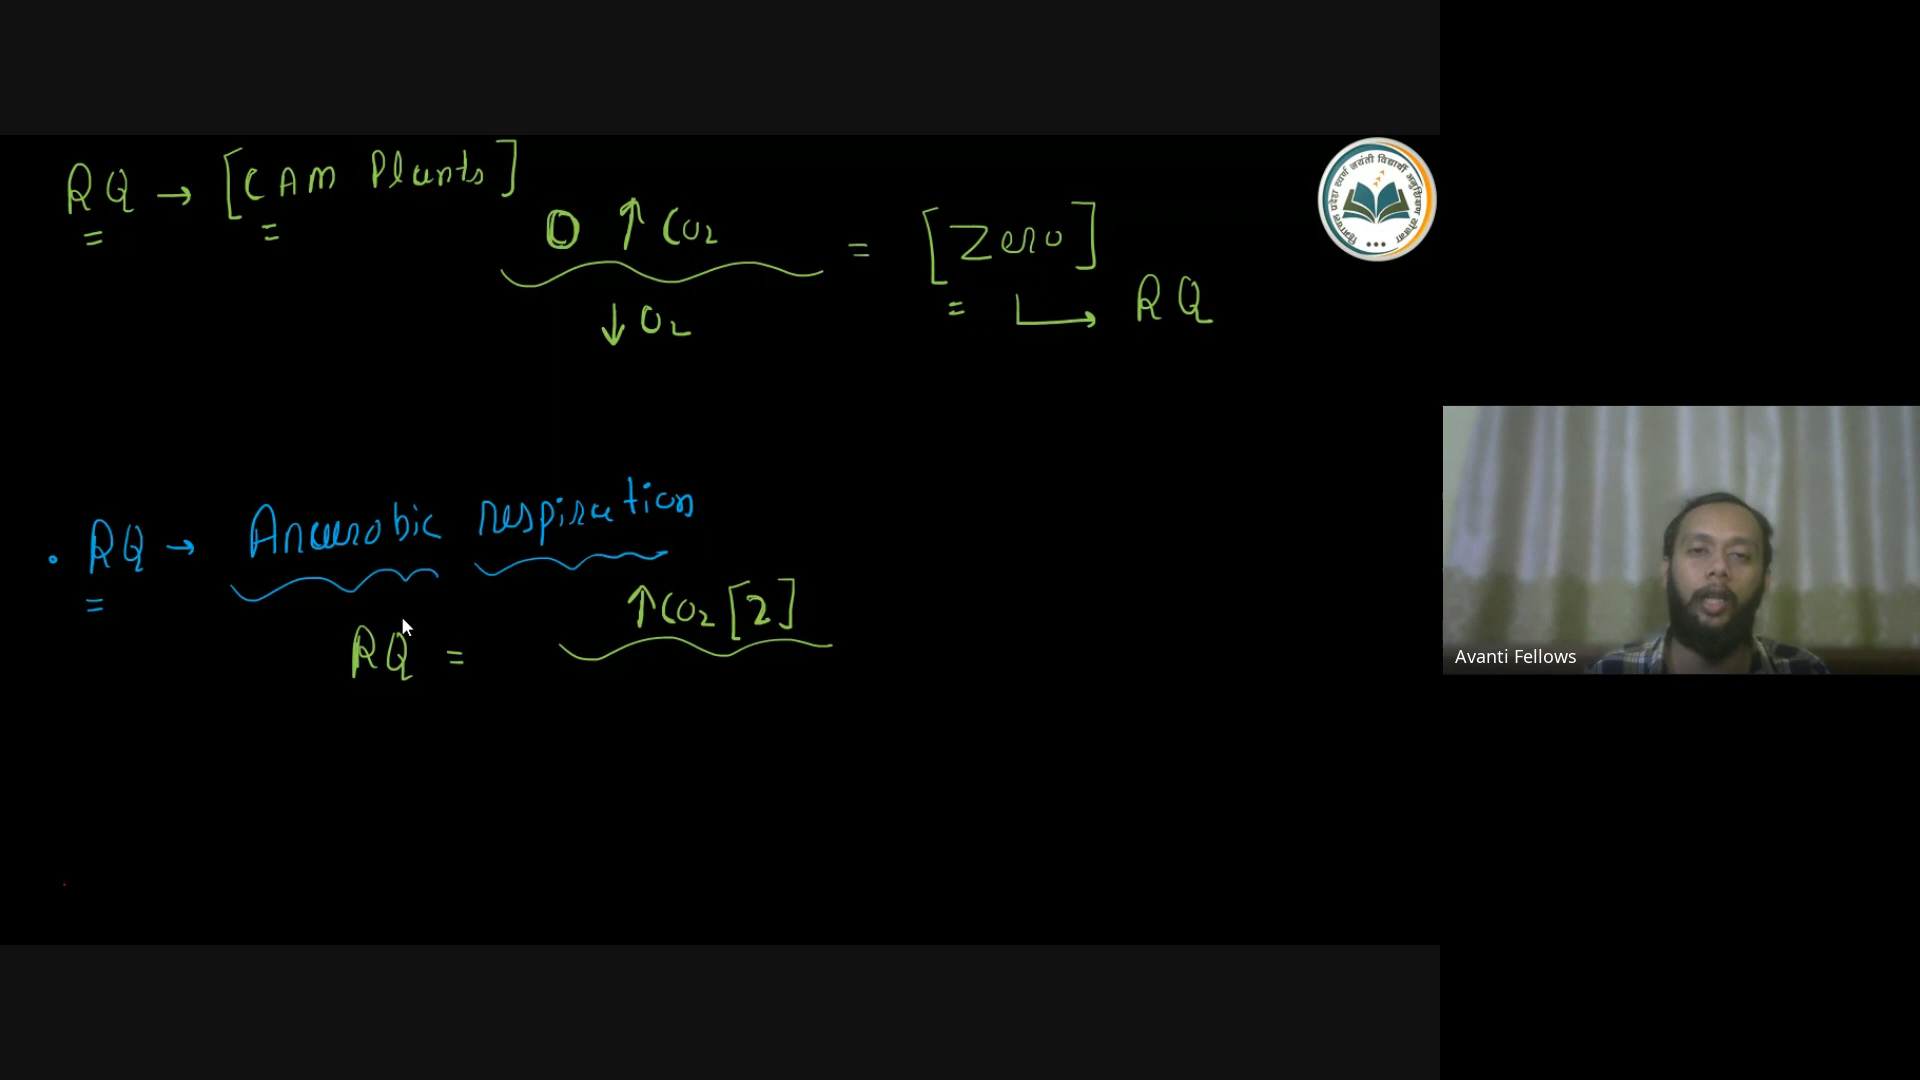 RQ → [CAM Plants]
0 ↑ CO2 = [Zero]
↓ O2
= ↳ RQ
• RQ → Anaerobic respiration
RQ = ↑CO2 [2]
Avanti Fellows